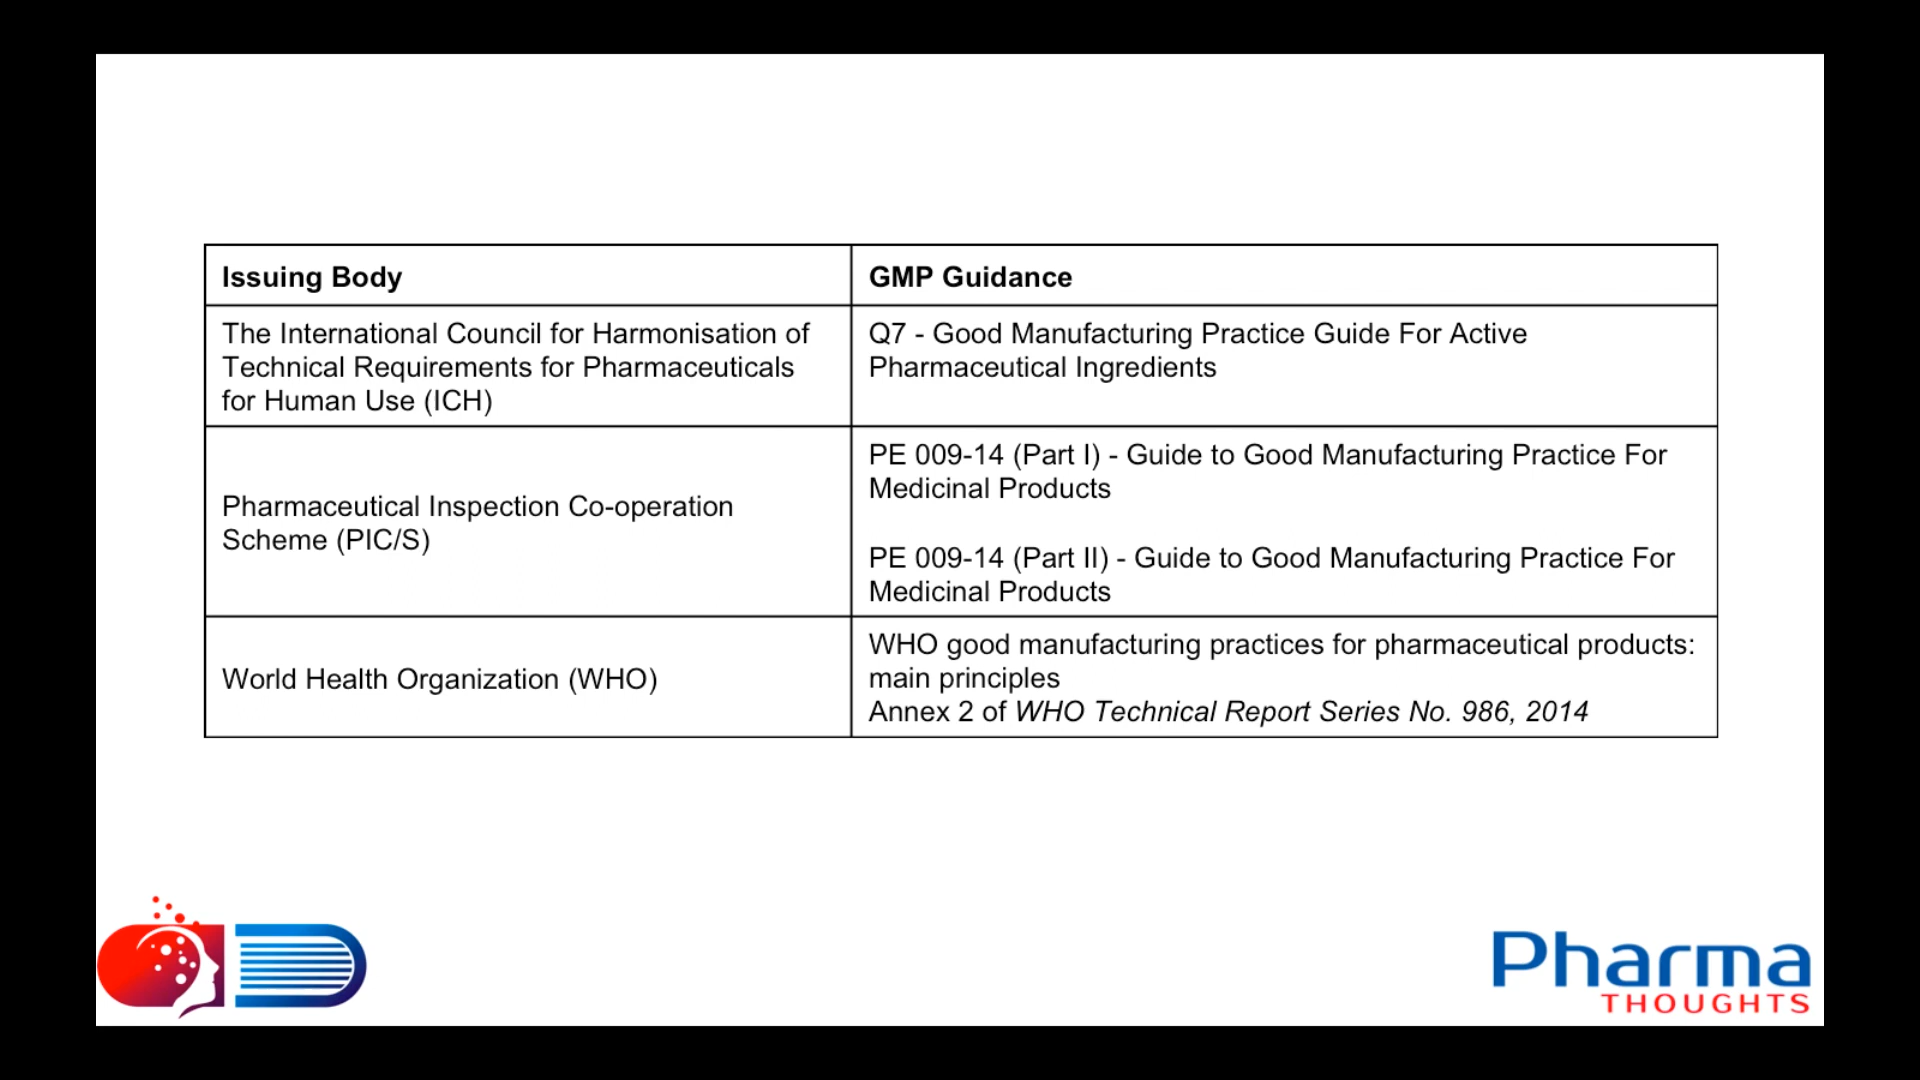 Issuing Body
GMP Guidance
The International Council for Harmonisation of
Technical Requirements for Pharmaceuticals
for Human Use (ICH)
Q7 - Good Manufacturing Practice Guide For Active
Pharmaceutical Ingredients
Pharmaceutical Inspection Co-operation
Scheme (PIC/S)
PE 009-14 (Part I) - Guide to Good Manufacturing Practice For
Medicinal Products
PE 009-14 (Part II) - Guide to Good Manufacturing Practice For
Medicinal Products
World Health Organization (WHO)
WHO good manufacturing practices for pharmaceutical products:
main principles
Annex 2 of WHO Technical Report Series No. 986, 2014
Pharma
THOUGHTS